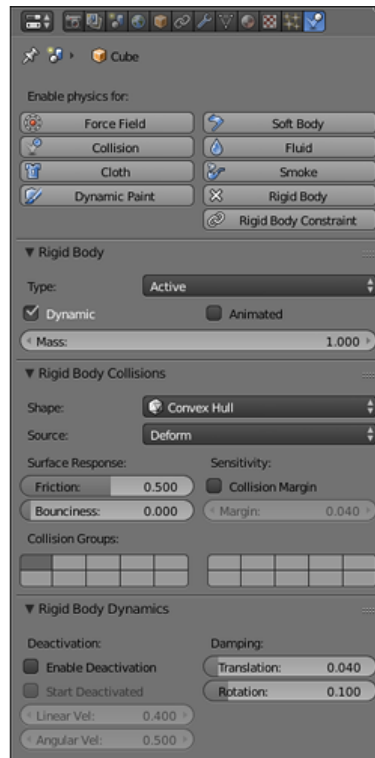 Cube
Enable physics for:
Force Field Soft Body
Collision Fluid
Cloth Smoke
Dynamic Paint Rigid Body
Rigid Body Constraint
Rigid Body
Type: Active
Dynamic Animated
Mass: 1.000
Rigid Body Collisions
Shape: Convex Hull
Source: Deform
Surface Response: Sensitivity:
Friction: 0.500 Collision Margin
Bounciness: 0.000 Margin: 0.040
Collision Groups:
Rigid Body Dynamics
Deactivation: Damping:
Enable Deactivation Translation: 0.040
Start Deactivated Rotation: 0.100
Linear Vel: 0.400
Angular Vel: 0.500